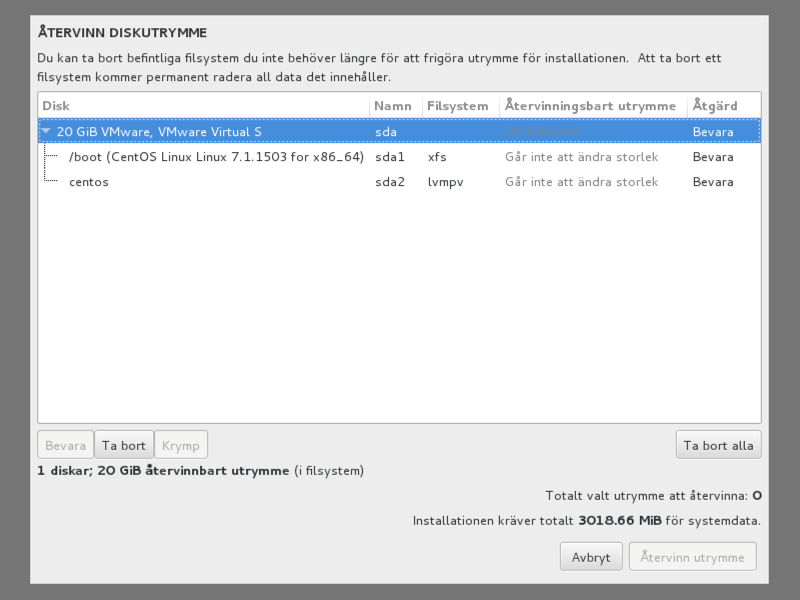 ÅTERVINN DISKUTRYMME
Du kan ta bort befintliga filsystem du inte behöver längre för att frigöra utrymme för installationen. Att ta bort ett
filsystem kommer permanent radera all data det innehåller.
Disk Namn Filsystem Återvinningsbart utrymme Åtgärd
20 GiB VMware, VMware Virtual S sda Bevara
/boot (CentOS Linux Linux 7.1.1503 for x86_64) sda1 xfs Går inte att ändra storlek Bevara
centos sda2 lvmpv Går inte att ändra storlek Bevara
Bevara Ta bort Krymp Ta bort alla
1 diskar; 20 GiB återvinnbart utrymme (i filsystem)
Totalt valt utrymme att återvinna: 0
Installationen kräver totalt 3018.66 MiB för systemdata.
Avbryt Återvinn utrymme